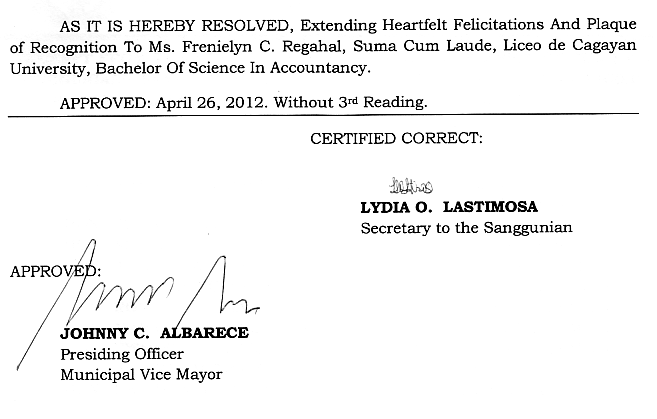 AS IT IS HEREBY RESOLVED, Extending Heartfelt Felicitations And Plaque
of Recognition To Ms. Frenielyn C. Regahal, Suma Cum Laude, Liceo de Cagayan
University, Bachelor Of Science In Accountancy.
APPROVED: April 26, 2012. Without 3rd Reading.
CERTIFIED CORRECT:
LYDIA O. LASTIMOSA
Secretary to the Sanggunian
APPROVED:
JOHNNY C. ALBARECE
Presiding Officer
Municipal Vice Mayor